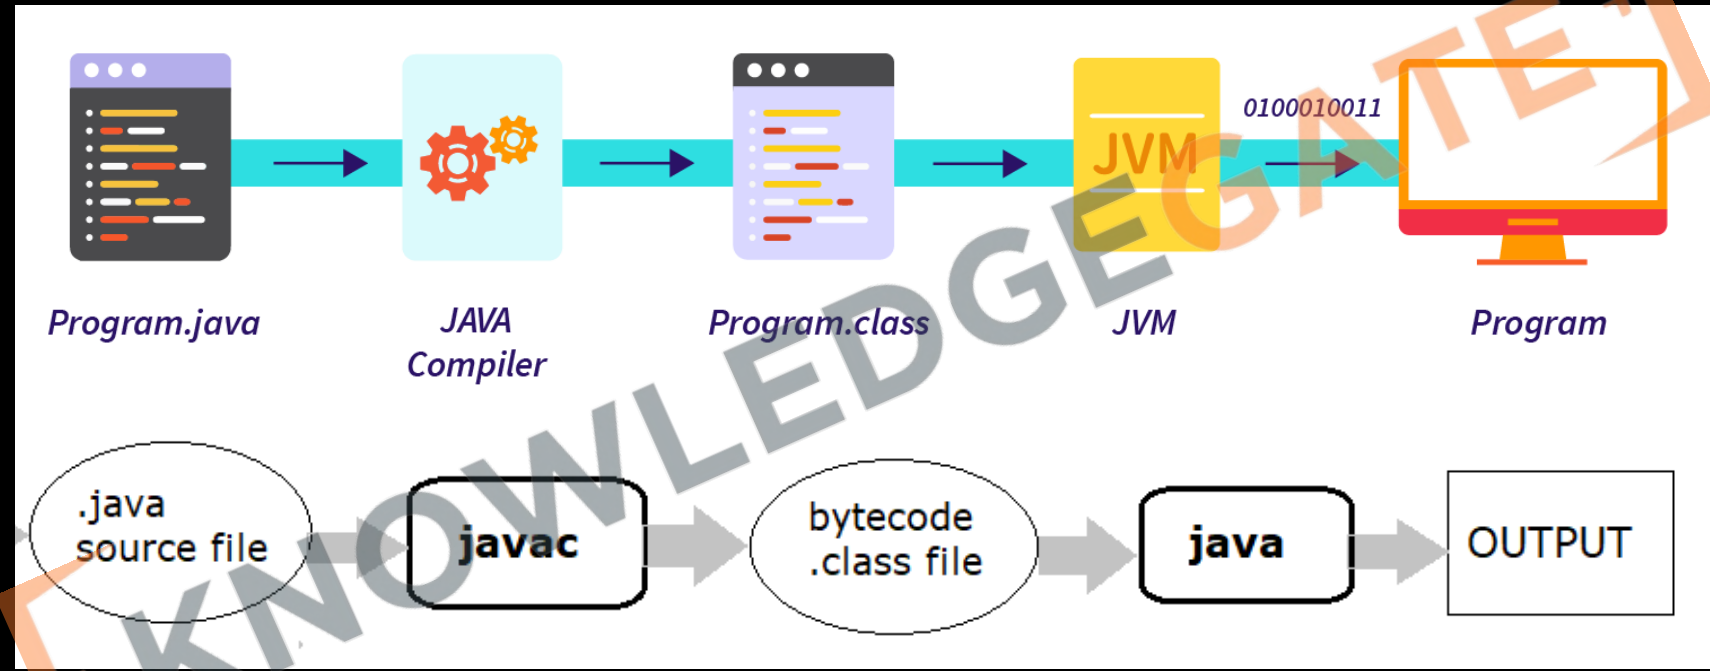 0100010011
JVM
Program.java
JAVA
Compiler
Program.class
JVM
Program
.java
source file
javac
bytecode
.class file
java
OUTPUT
[KNOWLEDGEGATE]